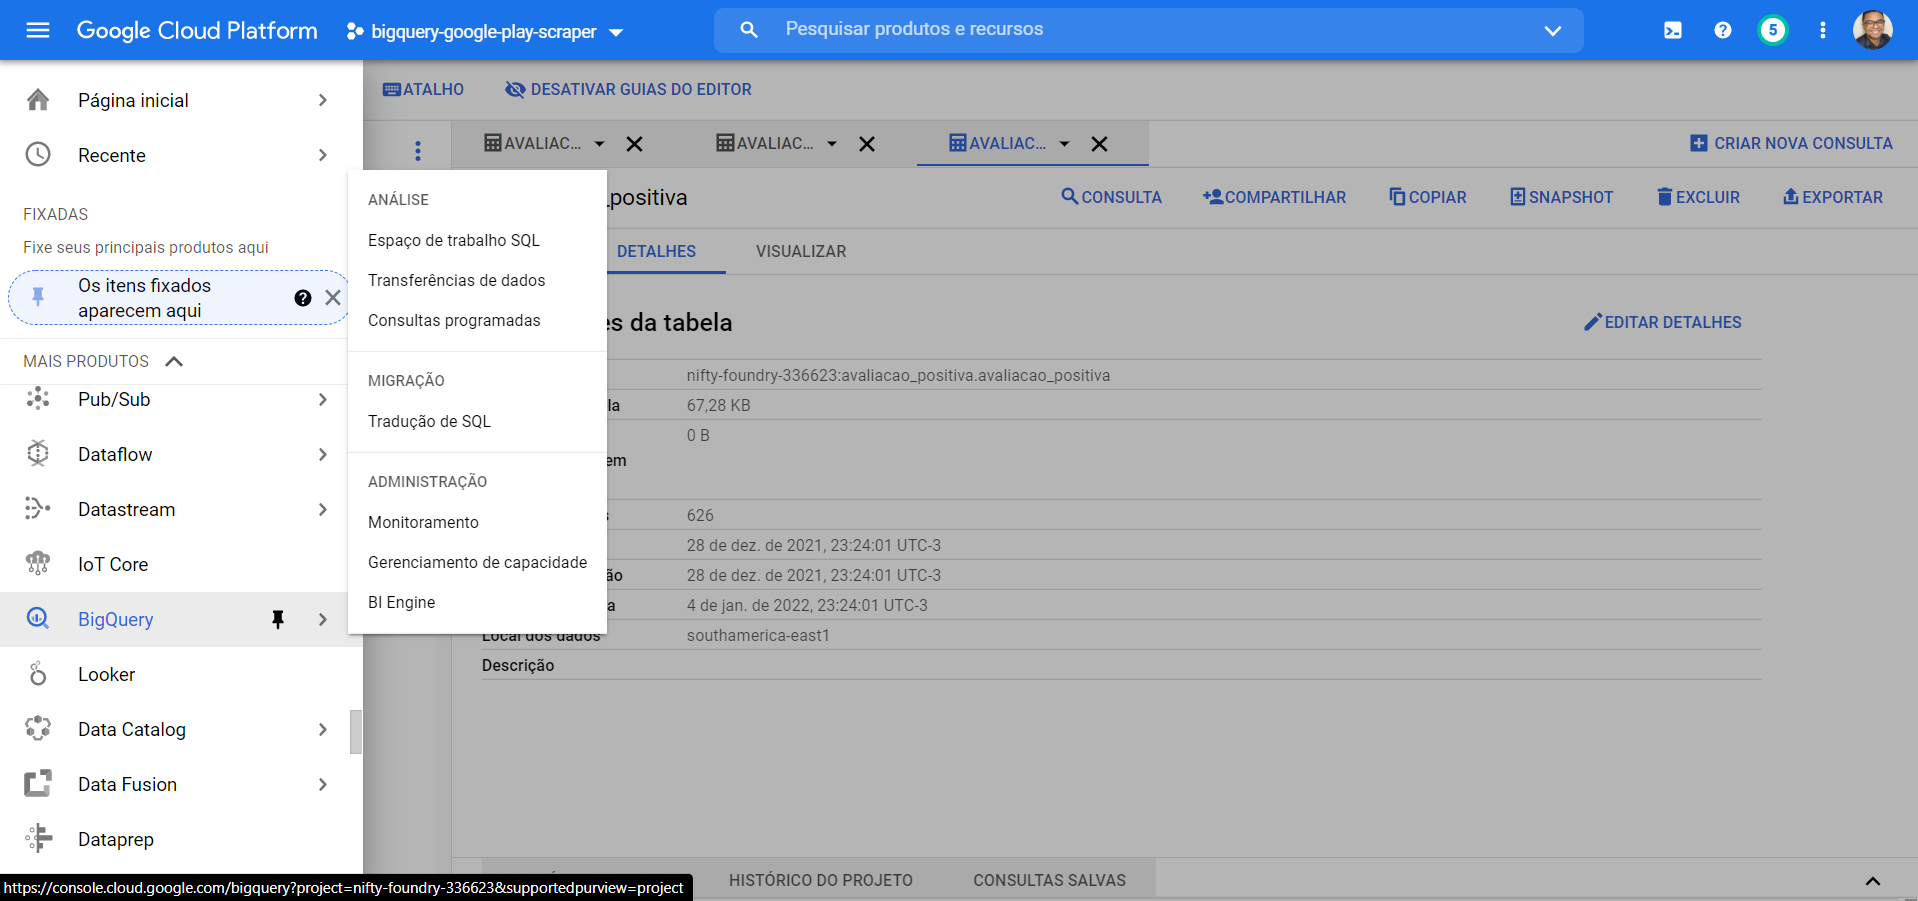 Google Cloud Platform
bigquery-google-play-scraper
Pesquisar produtos e recursos
5
Página inicial
Recente
FIXADAS
Fixe seus principais produtos aqui
Os itens fixados
aparecem aqui
MAIS PRODUTOS
Pub/Sub
Dataflow
Datastream
IoT Core
BigQuery
Looker
Data Catalog
Data Fusion
Dataprep
https://console.cloud.google.com/bigquery?project=nifty-foundry-336623&supportedpurview=project
ANÁLISE
Espaço de trabalho SQL
Transferências de dados
Consultas programadas
MIGRAÇÃO
Tradução de SQL
ADMINISTRAÇÃO
Monitoramento
Gerenciamento de capacidade
BI Engine
ATALHO
DESATIVAR GUIAS DO EDITOR
AVALIAC...
AVALIAC...
AVALIAC...
CRIAR NOVA CONSULTA
_positiva
CONSULTA
COMPARTILHAR
COPIAR
SNAPSHOT
EXCLUIR
EXPORTAR
DETALHES
VISUALIZAR
es da tabela
EDITAR DETALHES
nifty-foundry-336623:avaliacao_positiva.avaliacao_positiva
la 67,28 KB
0 B
em
s 626
28 de dez. de 2021, 23:24:01 UTC-3
ão 28 de dez. de 2021, 23:24:01 UTC-3
a 4 de jan. de 2022, 23:24:01 UTC-3
Local dos dados southamerica-east1
Descrição
HISTÓRICO DO PROJETO
CONSULTAS SALVAS